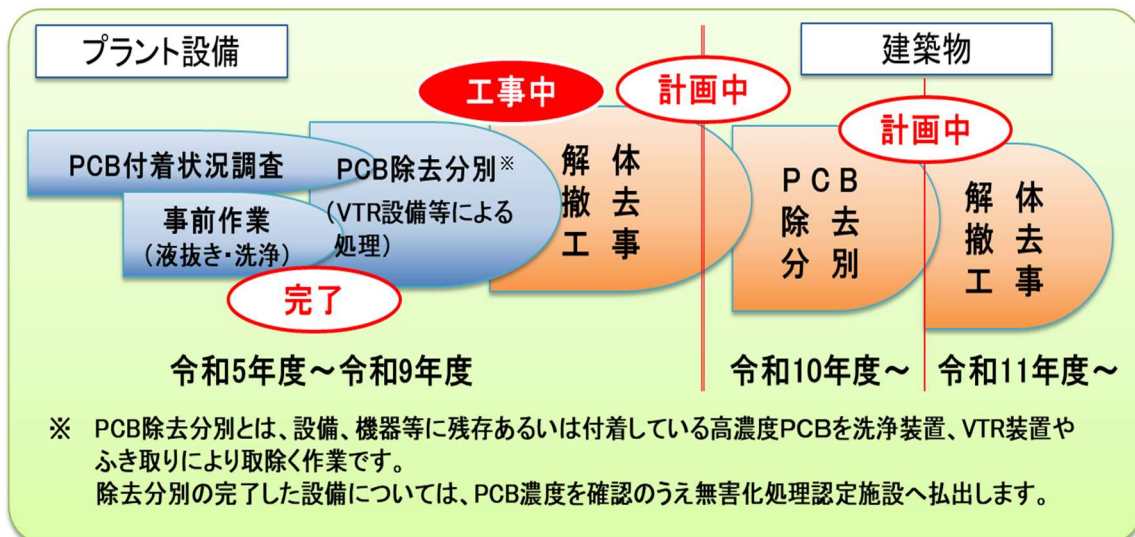 プラント設備
建築物
工事中
計画中
計画中
PCB付着状況調査
事前作業
(液抜き・洗浄)
完了
PCB除去分別※
(VTR設備等による
処理)
解体
撤去
工事
PCB
除去
分別
解体
撤去
工事
令和5年度～令和9年度
令和10年度～
令和11年度～
※ PCB除去分別とは、設備、機器等に残存あるいは付着している高濃度PCBを洗浄装置、VTR装置や
ふき取りにより取除く作業です。
除去分別の完了した設備については、PCB濃度を確認のうえ無害化処理認定施設へ払出します。